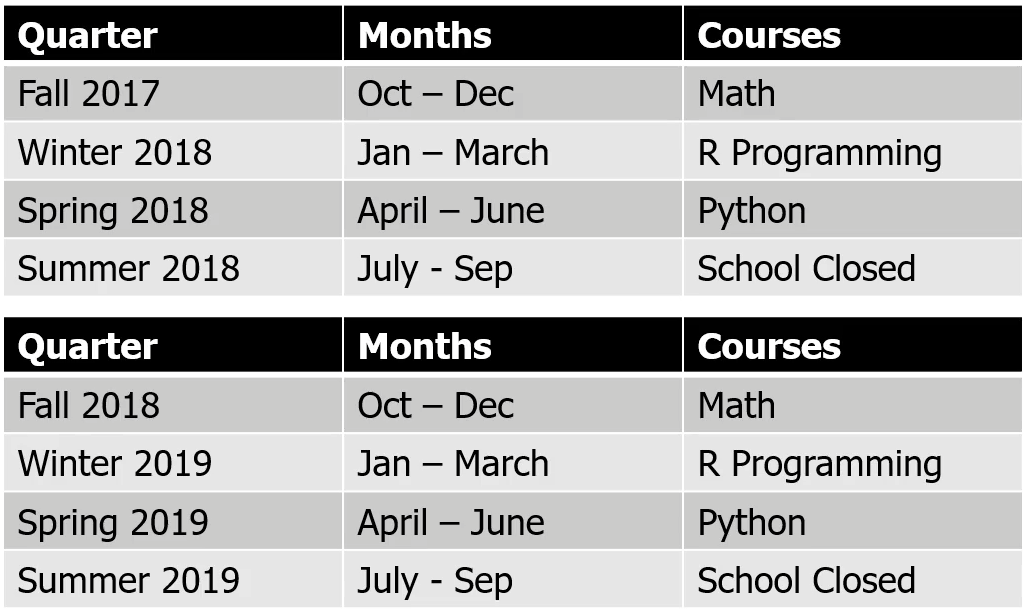 Quarter Months Courses
Fall 2017 Oct – Dec Math
Winter 2018 Jan – March R Programming
Spring 2018 April – June Python
Summer 2018 July - Sep School Closed
Quarter Months Courses
Fall 2018 Oct – Dec Math
Winter 2019 Jan – March R Programming
Spring 2019 April – June Python
Summer 2019 July - Sep School Closed